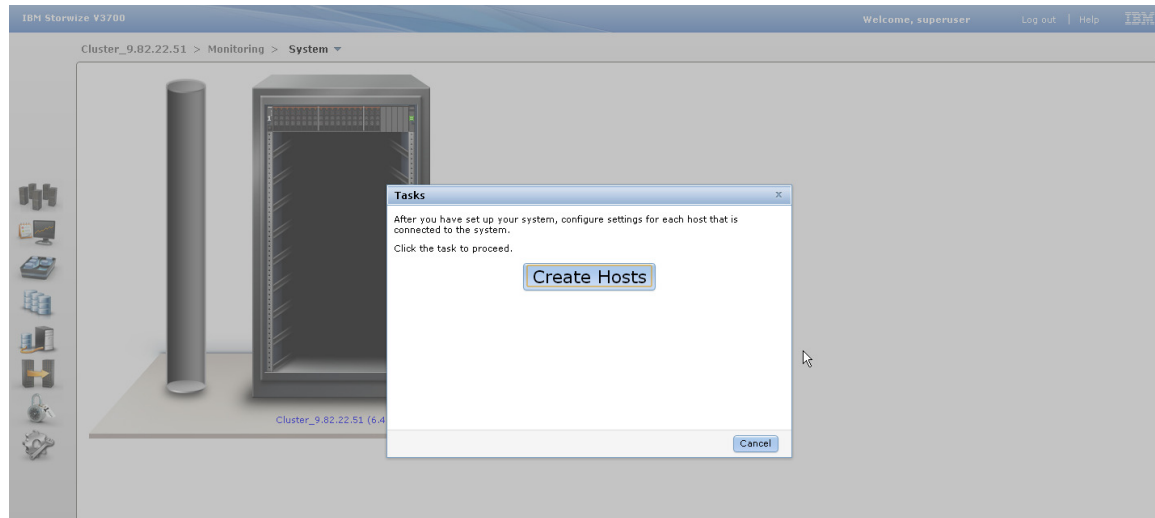 IBM Storwize V3700
Welcome, superuser
Log out | Help
IBM
Cluster_9.82.22.51 > Monitoring > System
1
Tasks
x
After you have set up your system, configure settings for each host that is
connected to the system.
Click the task to proceed.
Create Hosts
Cluster_9.82.22.51 (6.4
Cancel